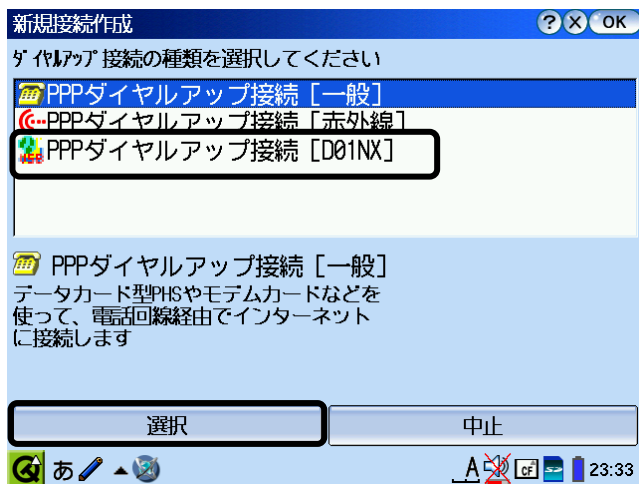 新規接続作成 ? X OK
ダイヤルアップ接続の種類を選択してください
PPPダイヤルアップ接続［一般］
PPPダイヤルアップ接続［赤外線］
PPPダイヤルアップ接続［D01NX］
PPPダイヤルアップ接続［一般］
データカード型PHSやモデムカードなどを
使って、電話回線経由でインターネット
に接続します
選択 中止
あ A CF SD 23:33